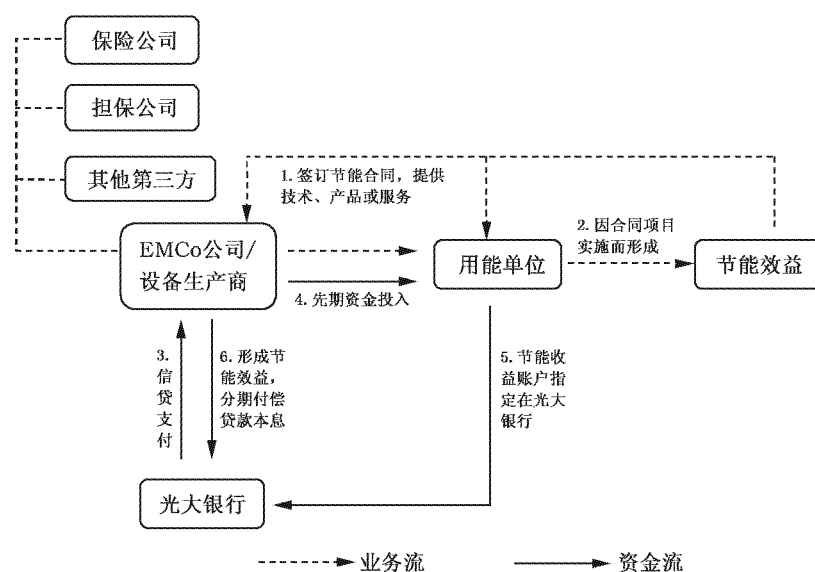 保险公司
担保公司
其他第三方
1.签订节能合同，提供
技术、产品或服务
EMCo公司/
设备生产商
用能单位
2.因合同项目
实施而形成
节能效益
4.先期资金投入
3.
信
贷
支
付
6.形成节
能效益，
分期付偿
贷款本息
5.节能收
益账户指
定在光大
银行
光大银行
业务流
资金流